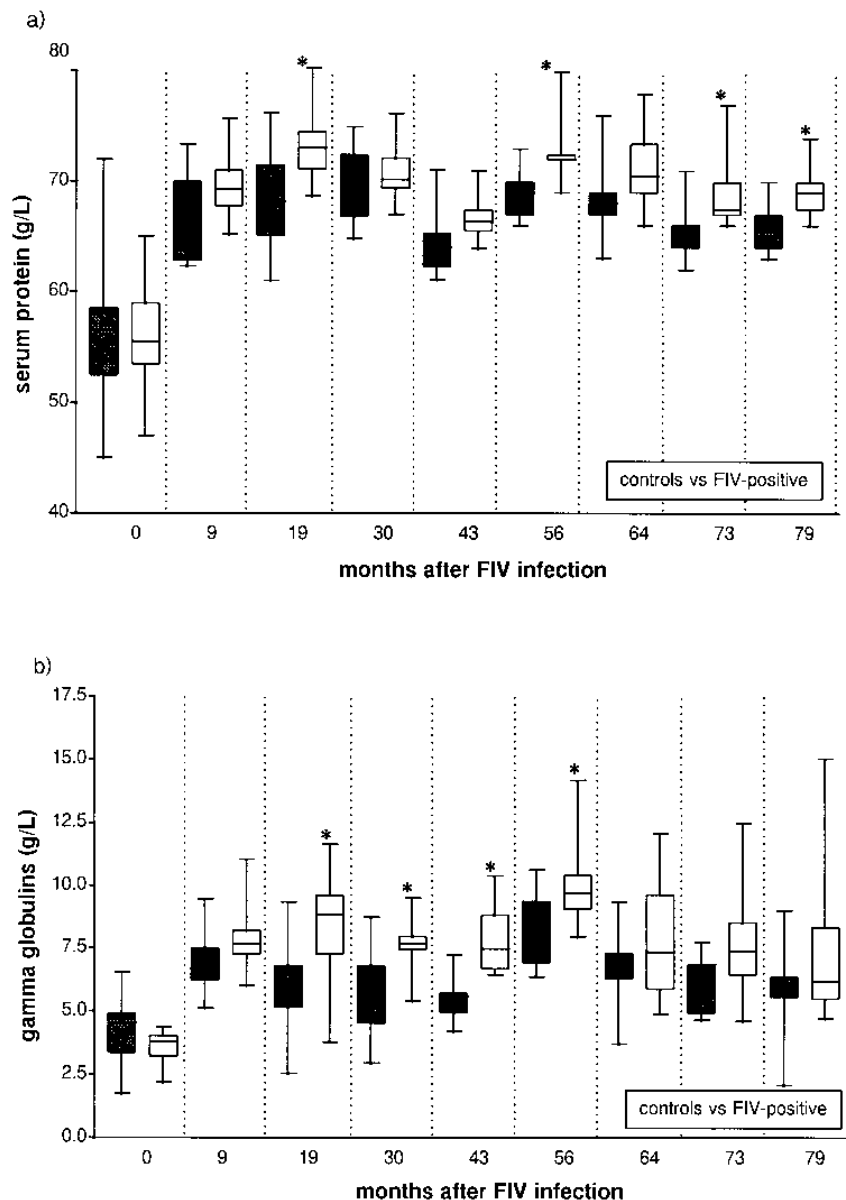 a)
80
70
60
50
40
serum protein (g/L)
* * * *
controls vs FIV-positive
0 9 19 30 43 56 64 73 79
months after FIV infection
b)
17.5
15.0
12.5
10.0
7.5
5.0
2.5
0.0
gamma globulins (g/L)
* * * *
controls vs FIV-positive
0 9 19 30 43 56 64 73 79
months after FIV infection